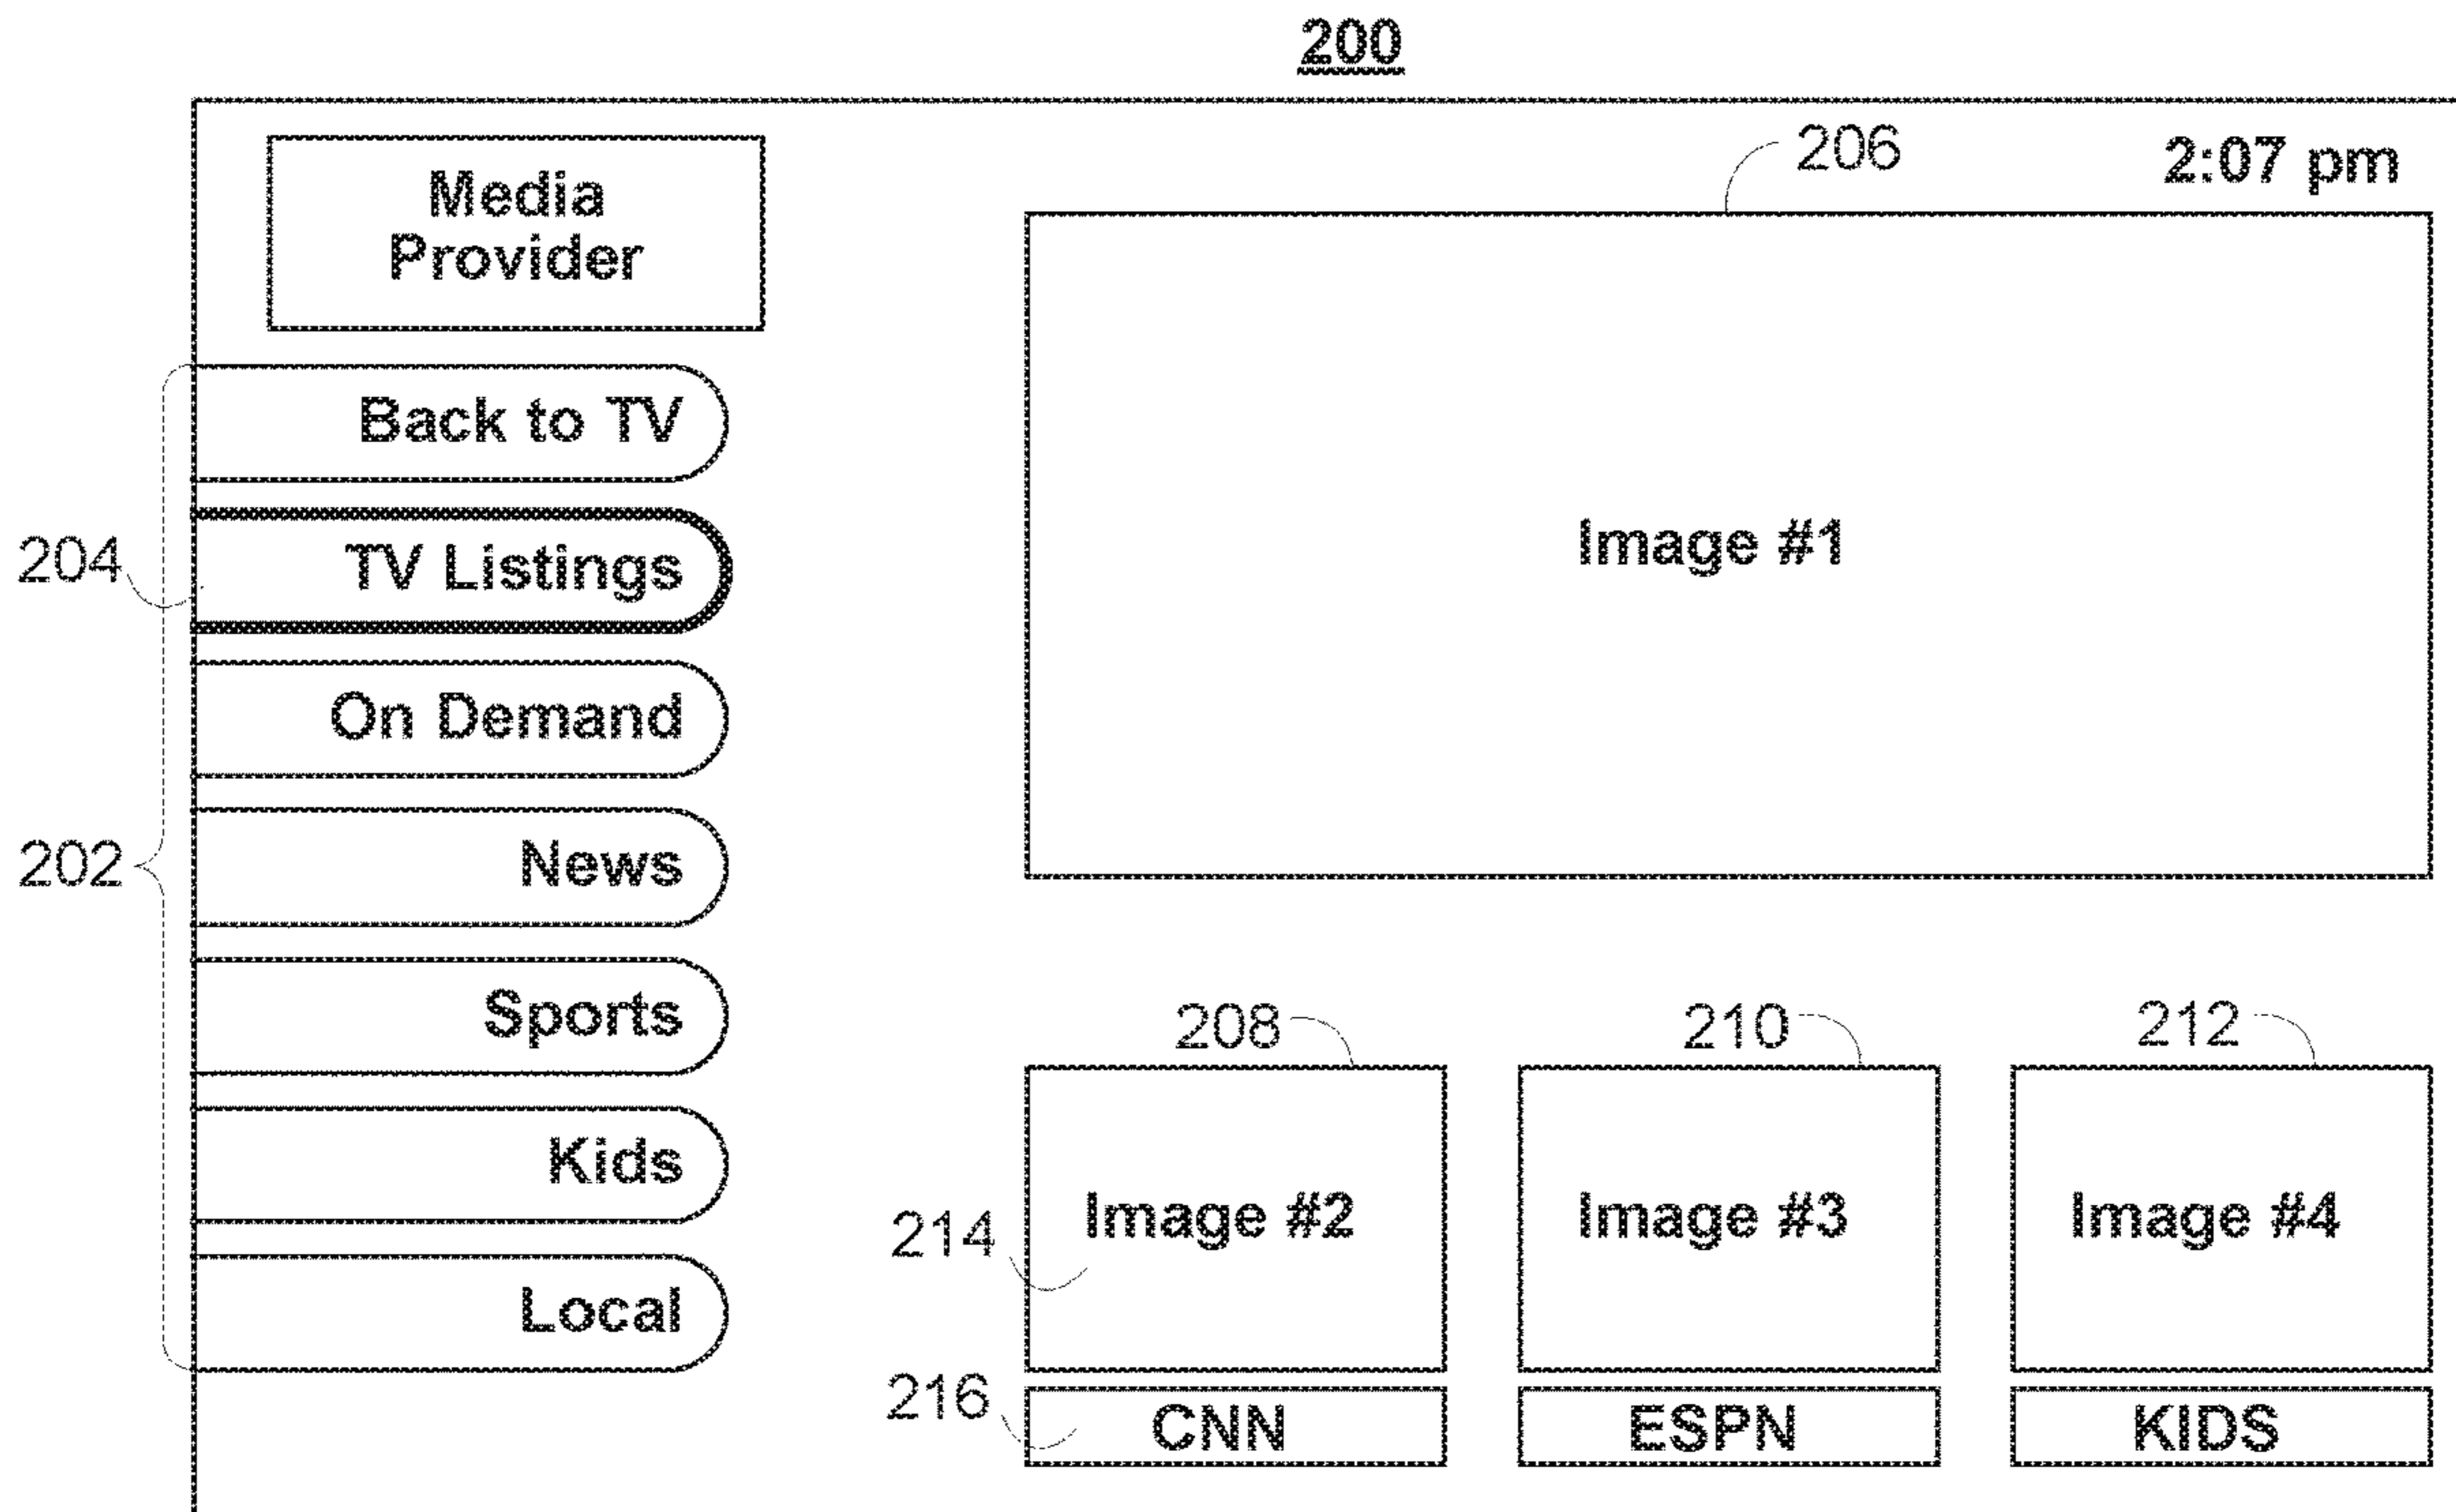 200
206
2:07 pm
Media
Provider
Back to TV
204
TV Listings
Image #1
On Demand
202
News
Sports
208
210
212
Kids
214
Image #2
Image #3
Image #4
Local
216
CNN
ESPN
KIDS